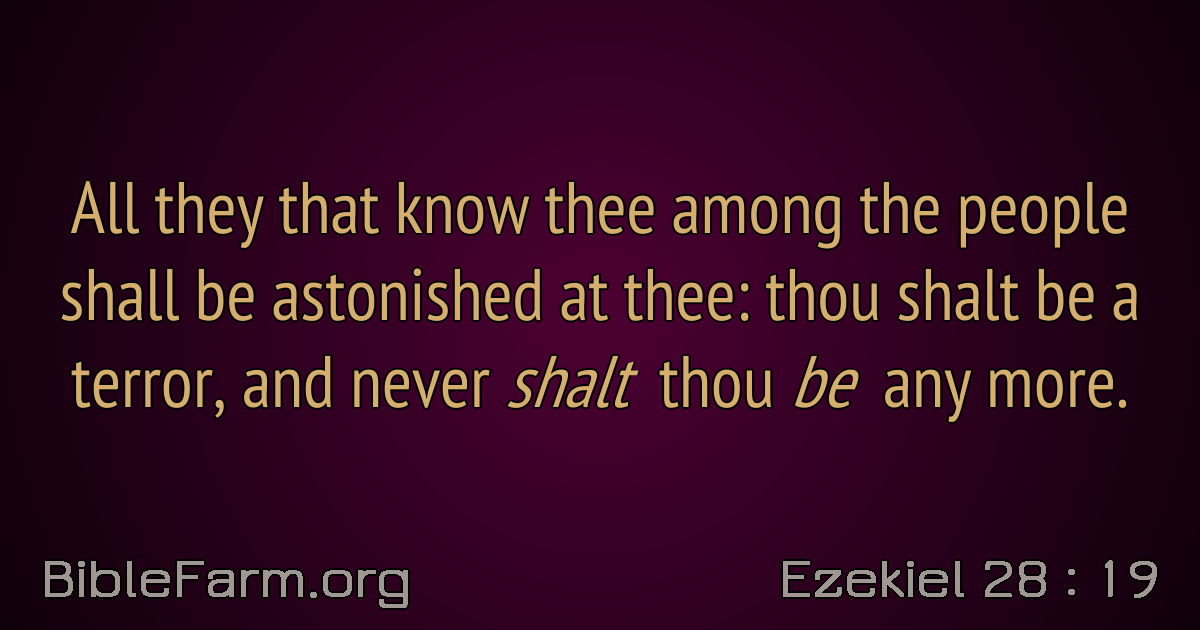 All they that know thee among the people
shall be astonished at thee: thou shalt be a
terror, and never shalt thou be any more.
BibleFarm.org
Ezekiel 28 : 19